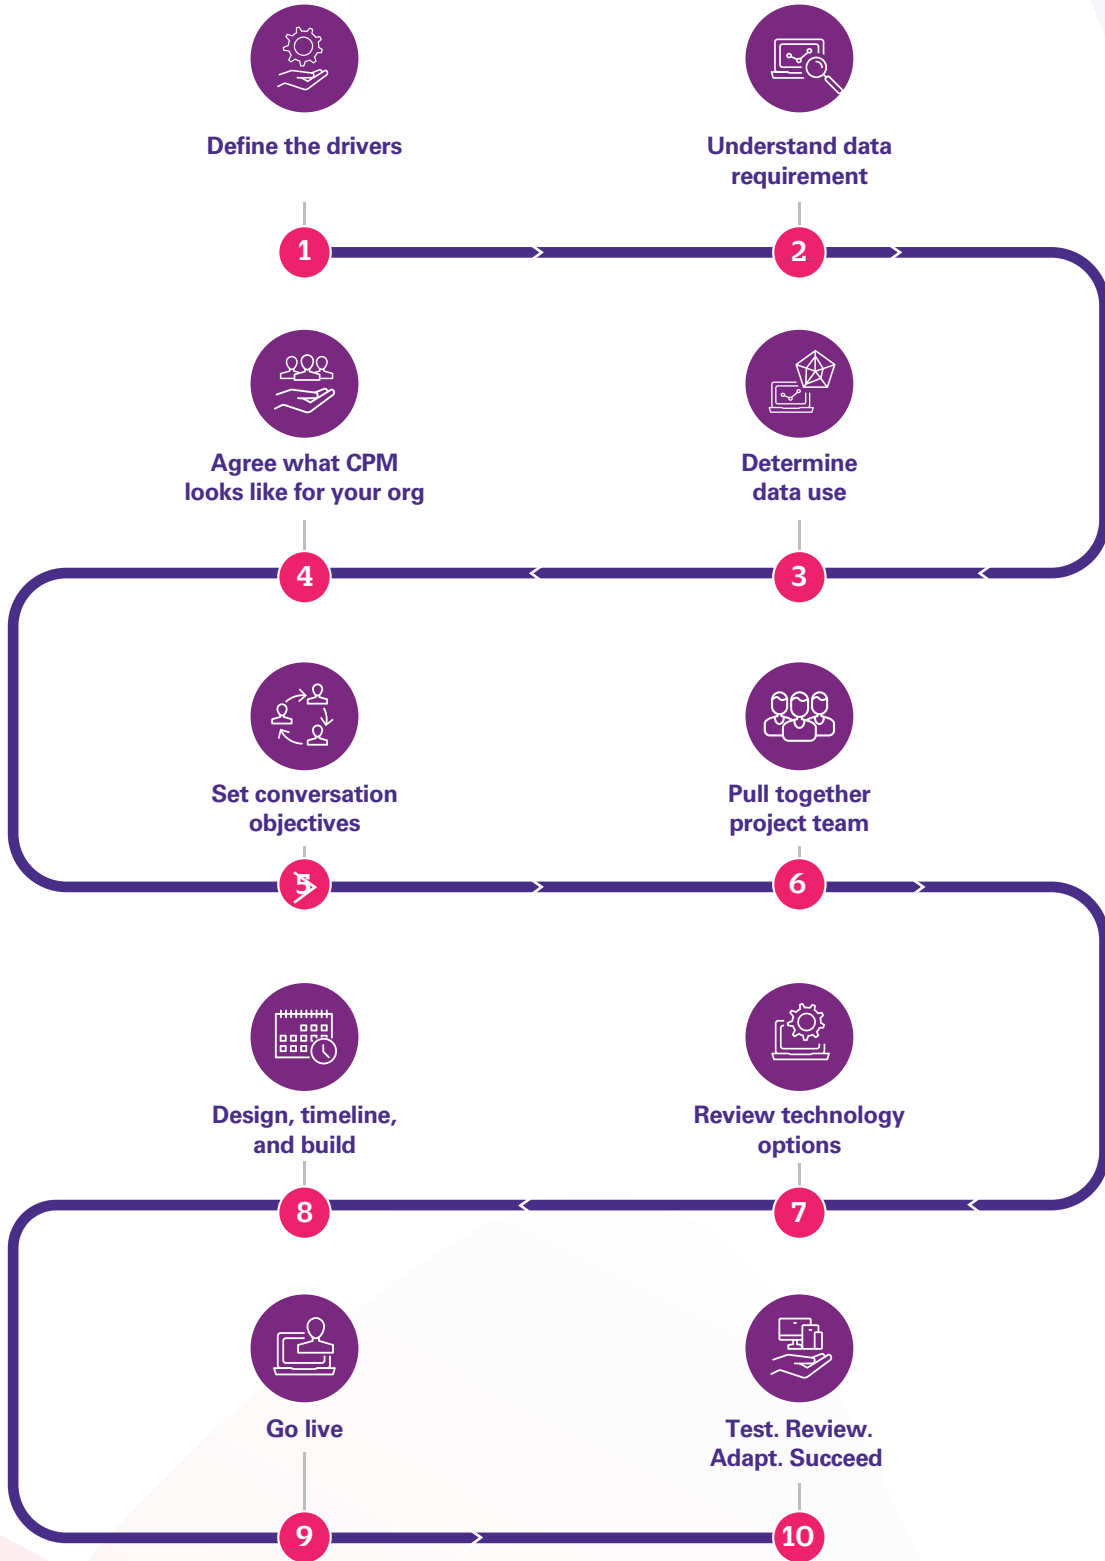 Define the drivers
1
Understand data
requirement
2
Determine
data use
3
Agree what CPM
looks like for your org
4
Set conversation
objectives
5
Pull together
project team
6
Review technology
options
7
Design, timeline,
and build
8
Go live
9
Test. Review.
Adapt. Succeed
10